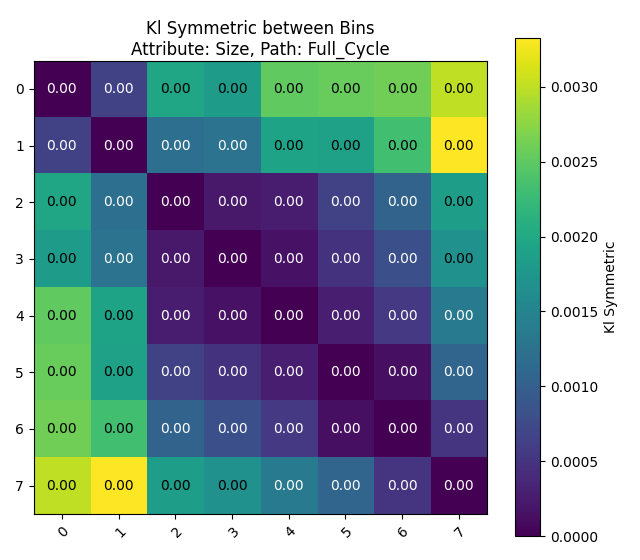 Kl Symmetric between Bins
Attribute: Size, Path: Full_Cycle
0 0.00 0.00 0.00 0.00 0.00 0.00 0.00 0.00
1 0.00 0.00 0.00 0.00 0.00 0.00 0.00 0.00
2 0.00 0.00 0.00 0.00 0.00 0.00 0.00 0.00
3 0.00 0.00 0.00 0.00 0.00 0.00 0.00 0.00
4 0.00 0.00 0.00 0.00 0.00 0.00 0.00 0.00
5 0.00 0.00 0.00 0.00 0.00 0.00 0.00 0.00
6 0.00 0.00 0.00 0.00 0.00 0.00 0.00 0.00
7 0.00 0.00 0.00 0.00 0.00 0.00 0.00 0.00
0 1 2 3 4 5 6 7
0.0030
0.0025
0.0020
0.0015
0.0010
0.0005
0.0000
Kl Symmetric